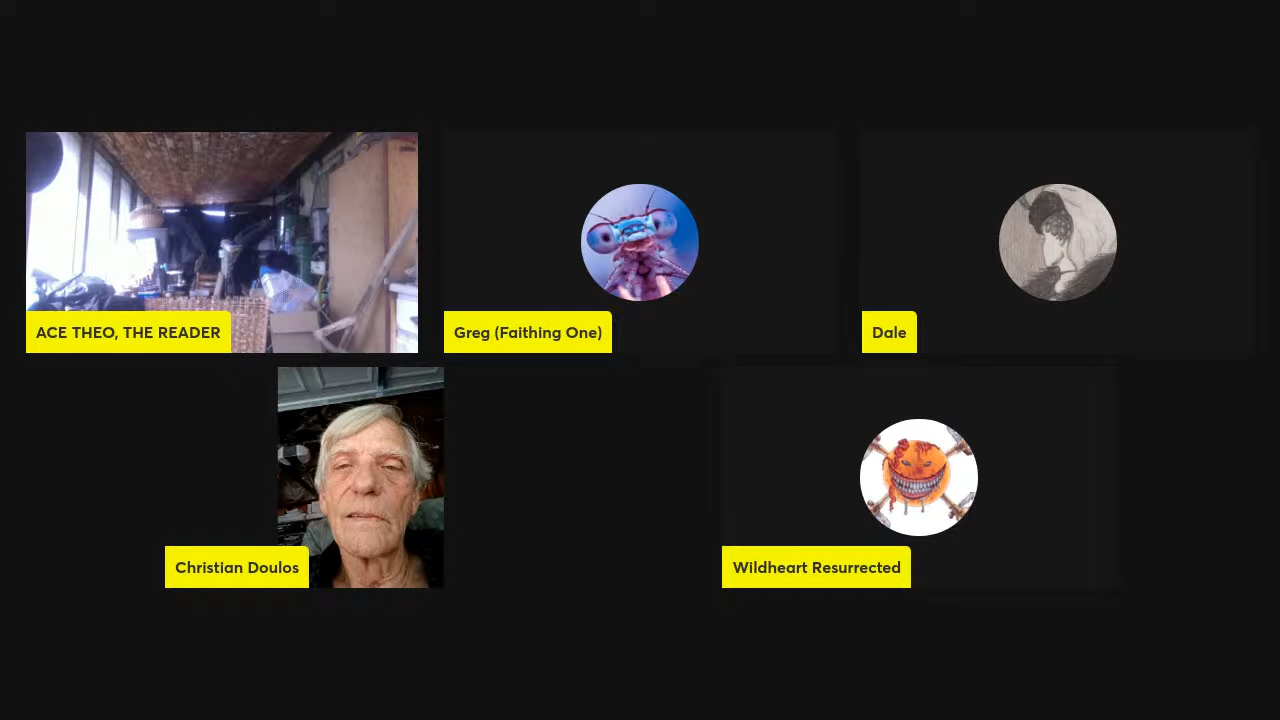 ACE THEO, THE READER
Greg (Faithing One)
Dale
Christian Doulos
Wildheart Resurrected